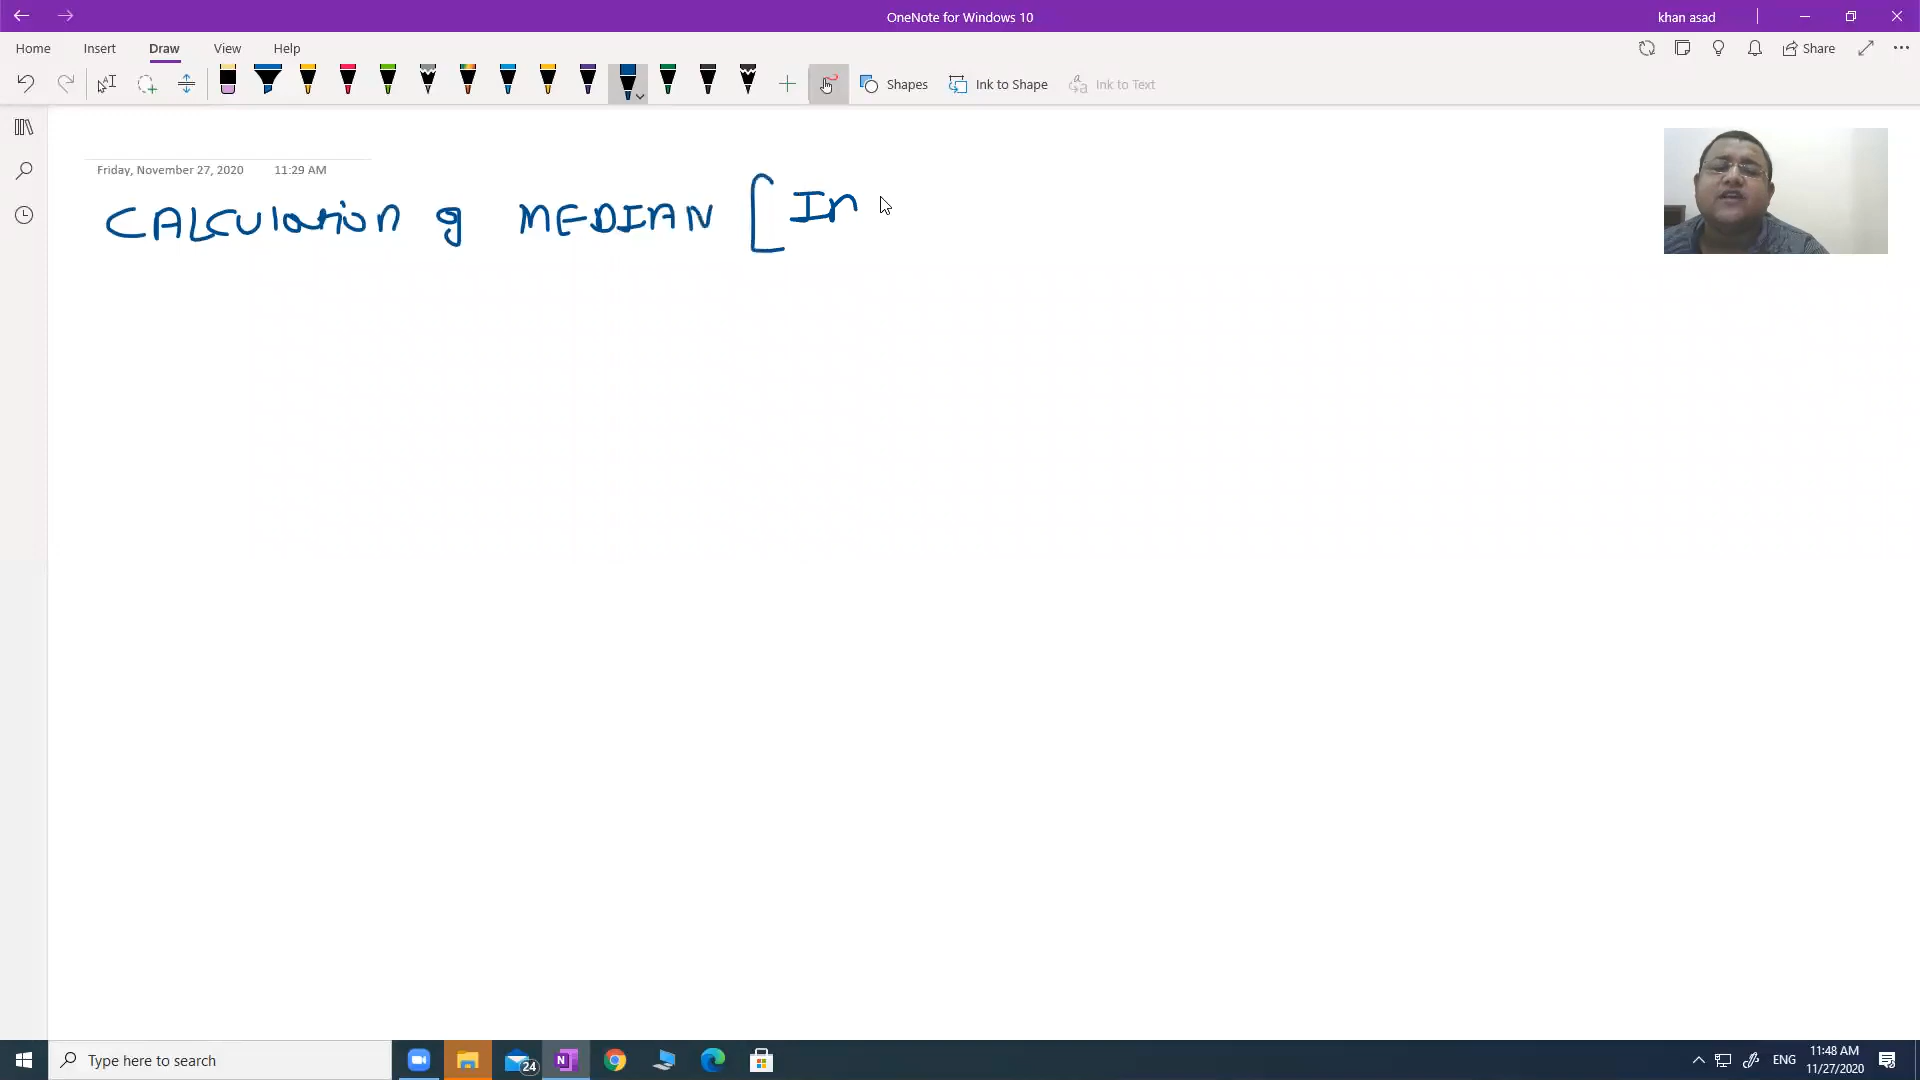 OneNote for Windows 10
khan asad
Home Insert Draw View Help
Share
Shapes Ink to Shape Ink to Text
Friday, November 27, 2020 11:29 AM
CALCulation of MEDIAN [In
Type here to search
24
ENG
11:48 AM
11/27/2020